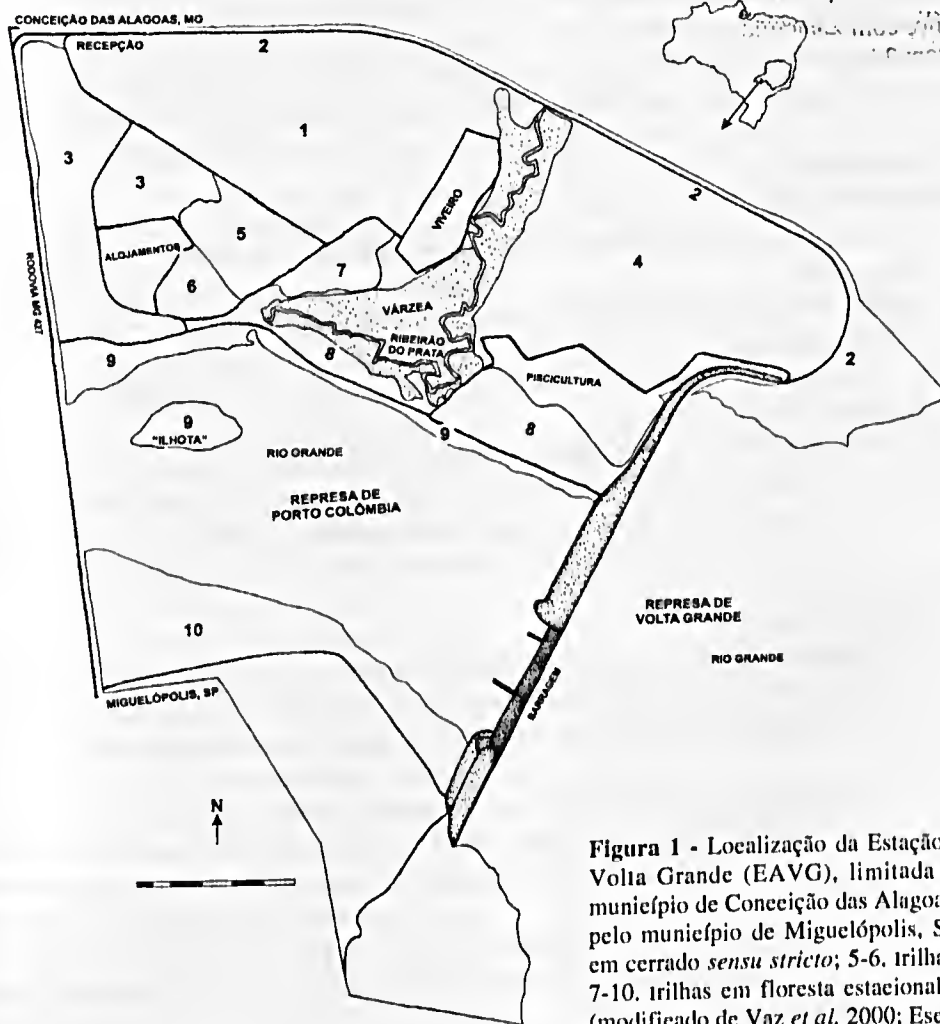 CONCEIÇÃO DAS ALAGOAS, MG
RECEPÇÃO
2
1
3
3
2
VIVEIRO
5
4
ALOJAMENTOS
7
6
RODOVIA MG 427
VÁRZEA
RIBEIRÃO
DO PRATA
8
2
9
PISCICULTURA
9
"ILHOTA"
9
8
RIO GRANDE
REPRESA DE
PORTO COLÔMBIA
REPRESA DE
VOLTA GRANDE
10
RIO GRANDE
BARRAGEM
MIGUELÓPOLIS, SP
N
Figura 1 - Localização da Estação
Volta Grande (EAVG), limitada
município de Conceição das Alagoa
pelo município de Miguelópolis, S
em cerrado sensu stricto; 5-6. trilha
7-10. trilhas em floresta estacional
(modificado de Vaz et al. 2000; Ese